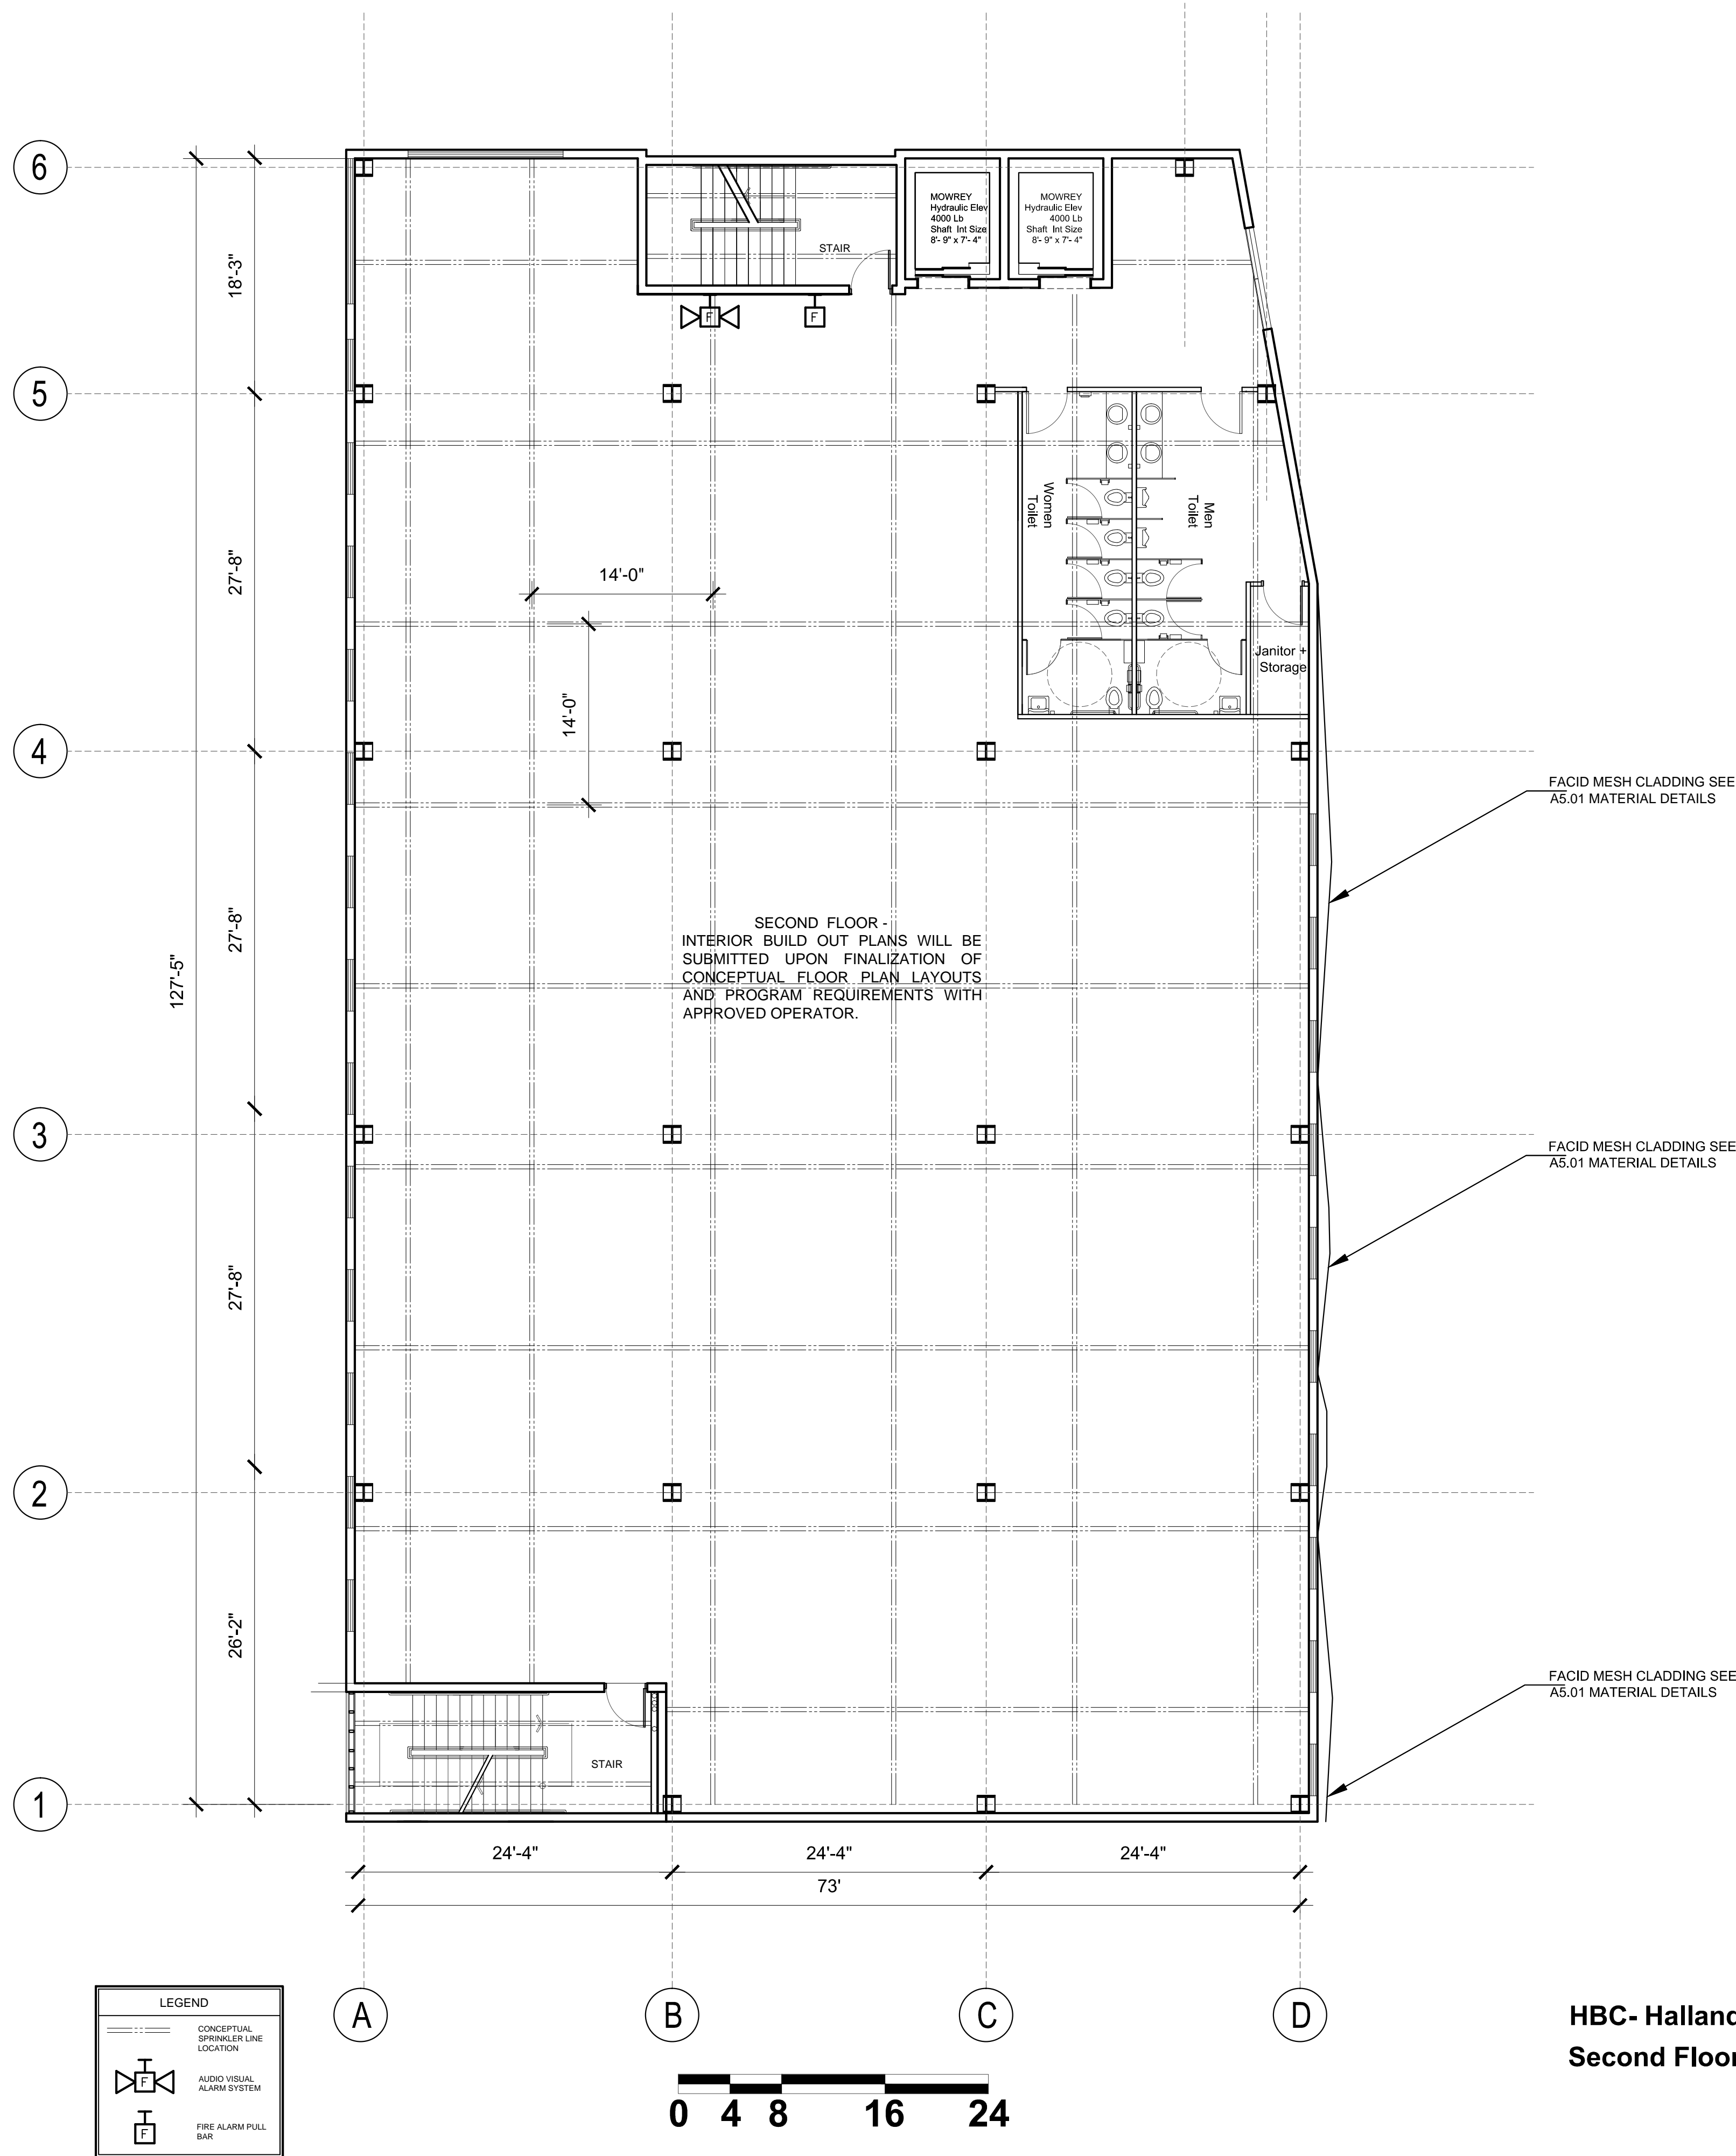 6
5
4
3
2
1
127'-5"
18'-3"
27'-8"
27'-8"
27'-8"
26'-2"
MOWREY
Hydraulic Elev
4000 Lb
Shaft Int Size
8'- 9" x 7'- 4"
MOWREY
Hydraulic Elev
4000 Lb
Shaft Int Size
8'- 9" x 7'- 4"
STAIR
F
F
Women
Toilet
Men
Toilet
14'-0"
14'-0"
Janitor +
Storage
FACID MESH CLADDING SEE
A5.01 MATERIAL DETAILS
SECOND FLOOR -
INTERIOR BUILD OUT PLANS WILL BE
SUBMITTED UPON FINALIZATION OF
CONCEPTUAL FLOOR PLAN LAYOUTS
AND PROGRAM REQUIREMENTS WITH
APPROVED OPERATOR.
FACID MESH CLADDING SEE
A5.01 MATERIAL DETAILS
FACID MESH CLADDING SEE
A5.01 MATERIAL DETAILS
STAIR
24'-4"
24'-4"
24'-4"
73'
A
B
C
D
LEGEND
CONCEPTUAL
SPRINKLER LINE
LOCATION
F
AUDIO VISUAL
ALARM SYSTEM
F
FIRE ALARM PULL
BAR
0 4 8 16 24
HBC- Halland
Second Floor